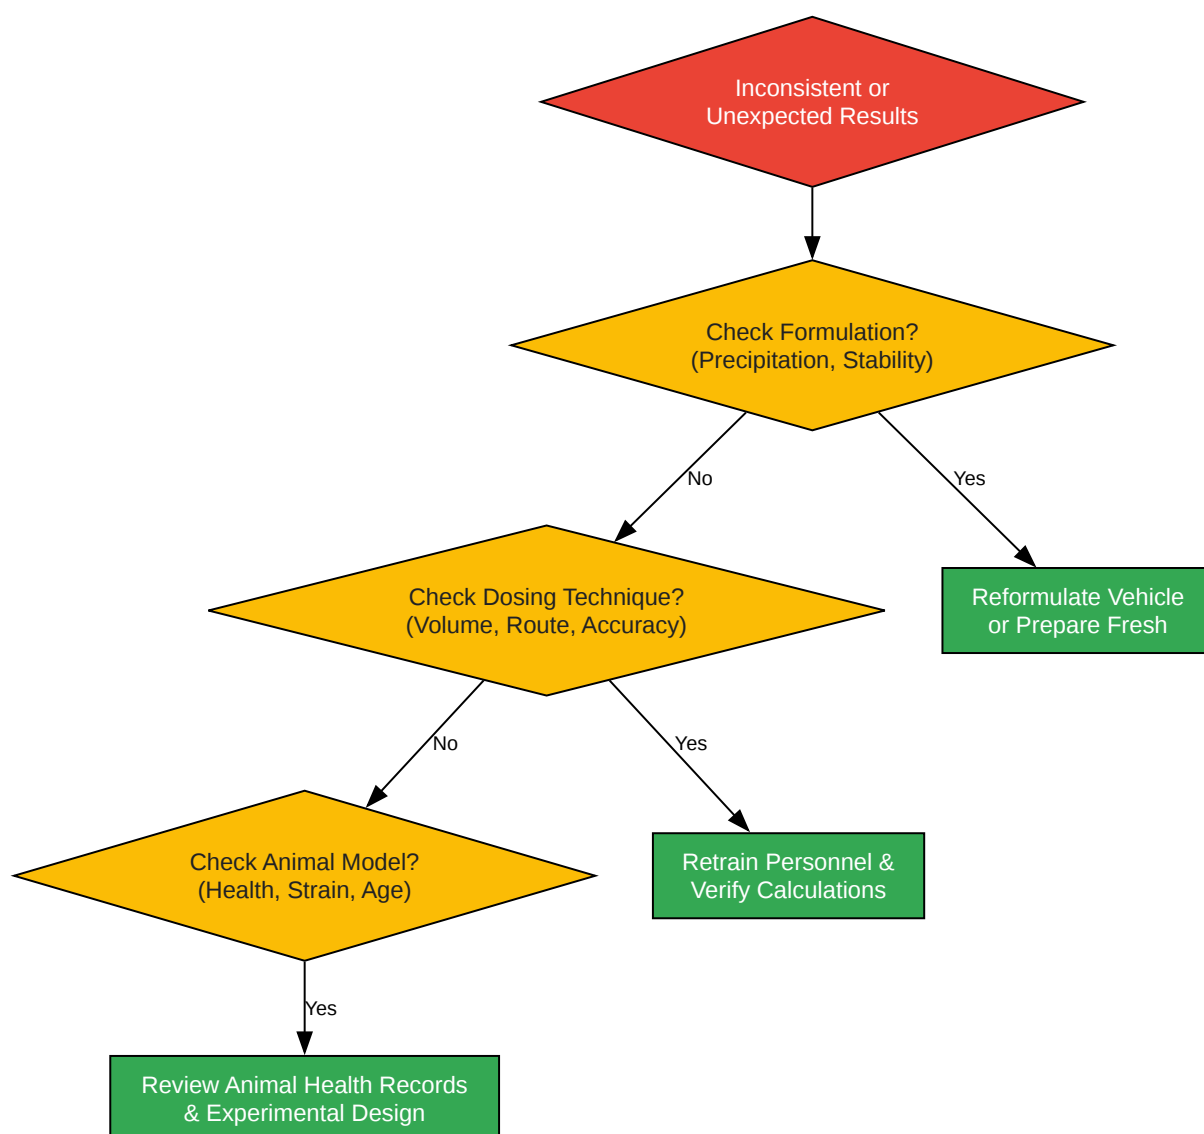 Inconsistent or
Unexpected Results
Check Formulation?
(Precipitation, Stability)
No
Yes
Check Dosing Technique?
(Volume, Route, Accuracy)
Reformulate Vehicle
or Prepare Fresh
No
Yes
Check Animal Model?
(Health, Strain, Age)
Retrain Personnel &
Verify Calculations
Yes
Review Animal Health Records
& Experimental Design